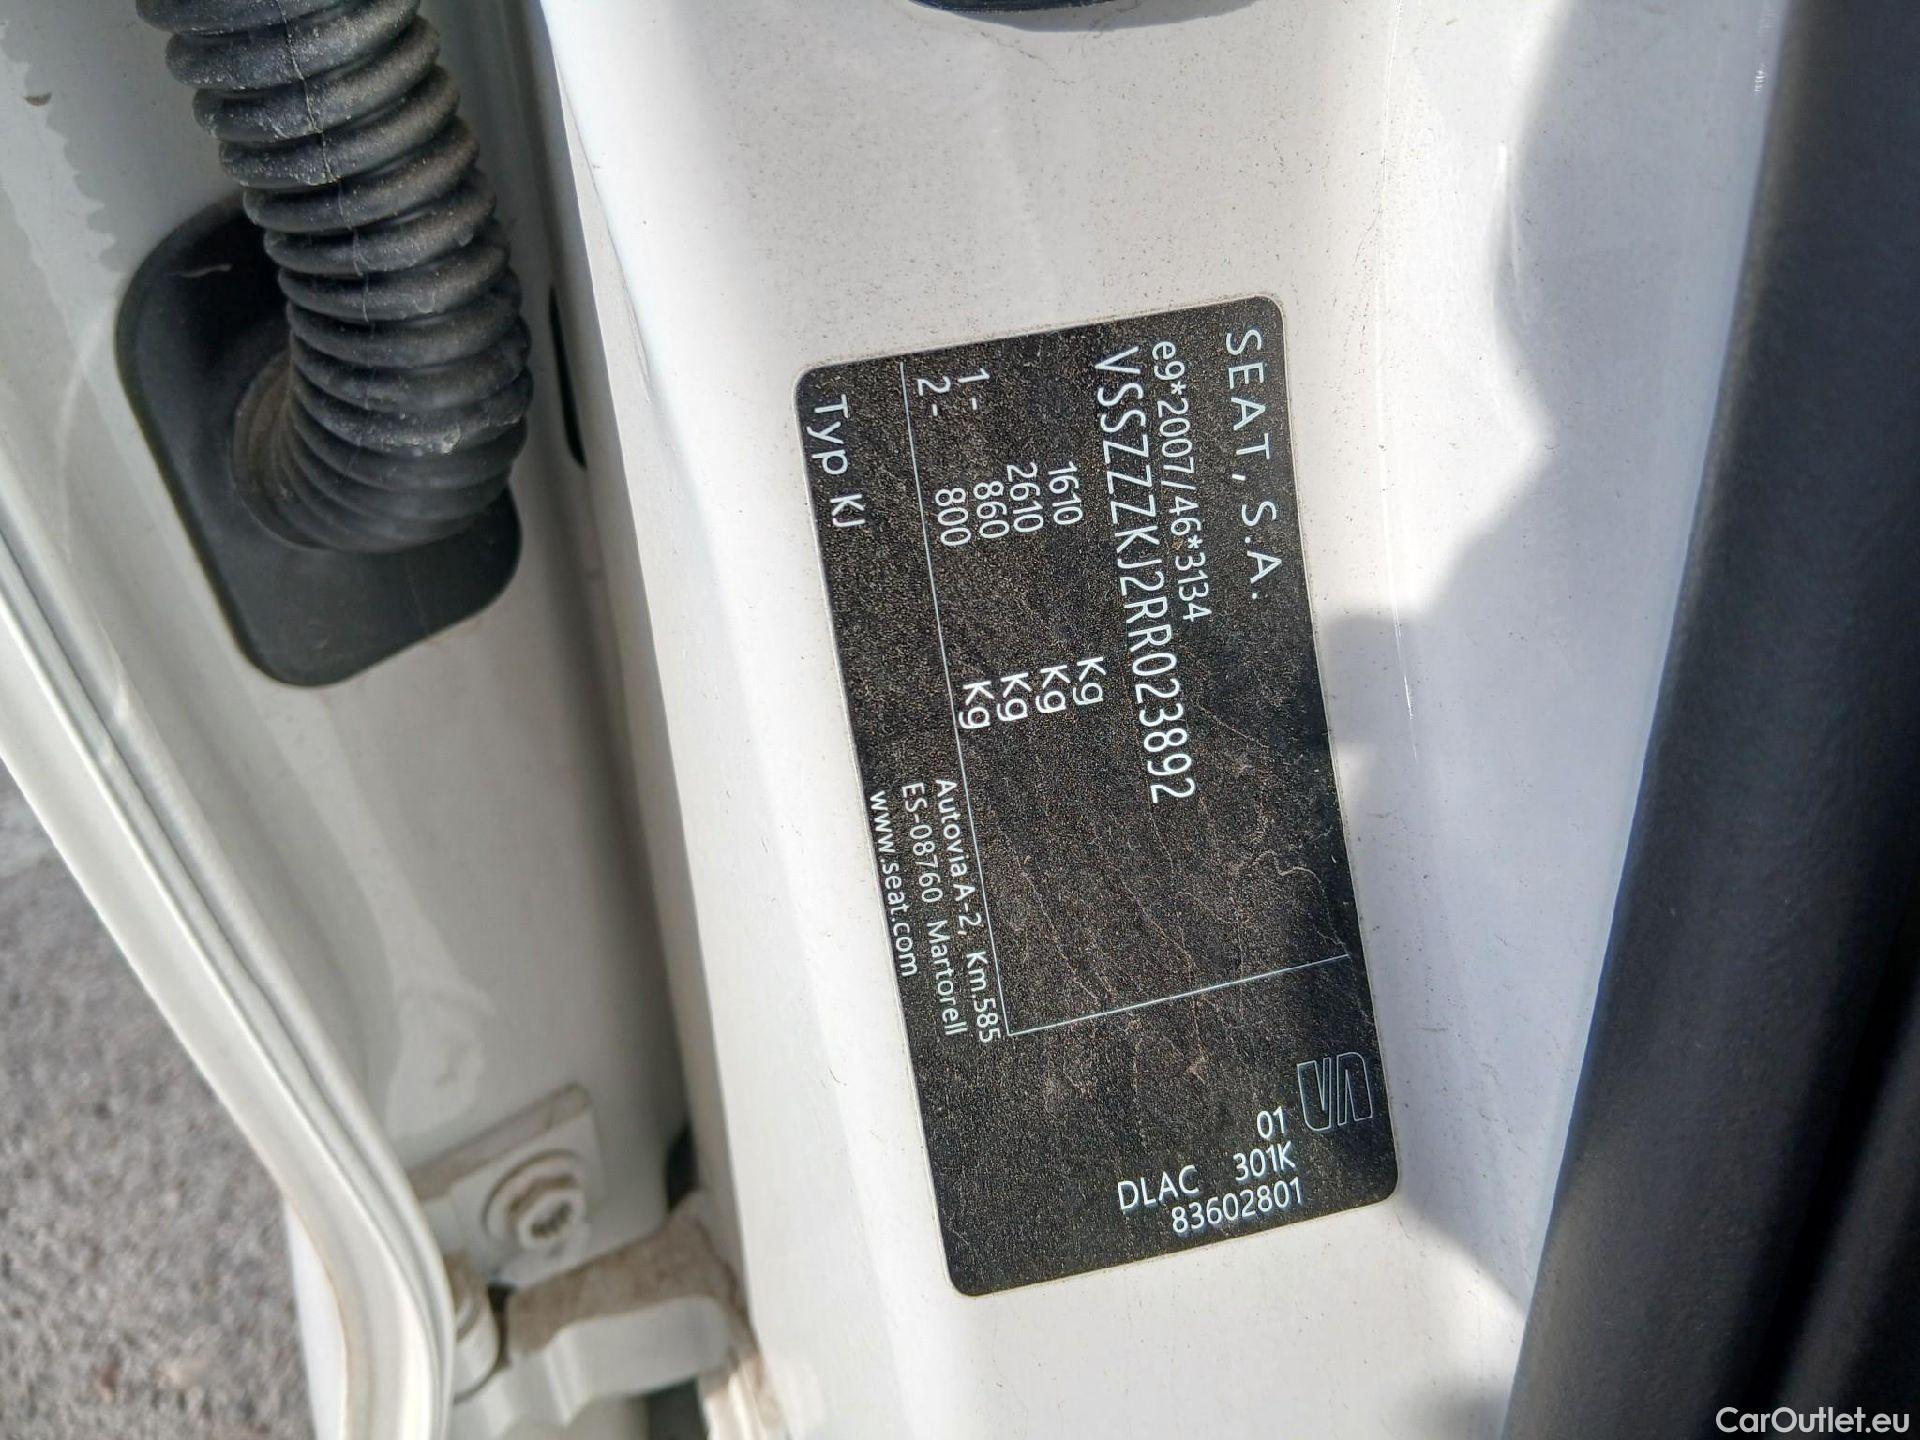 SEAT, S.A.
e9*2007/46*3134
VSSZZZKJ2RR023892
1610 Kg
2610 Kg
1- 860 Kg
2- 800 Kg
Typ KJ
Autovia A-2, Km.585
ES-08760 Martorell
www.seat.com
01
DLAC 301K
83602801
CarOutlet.eu